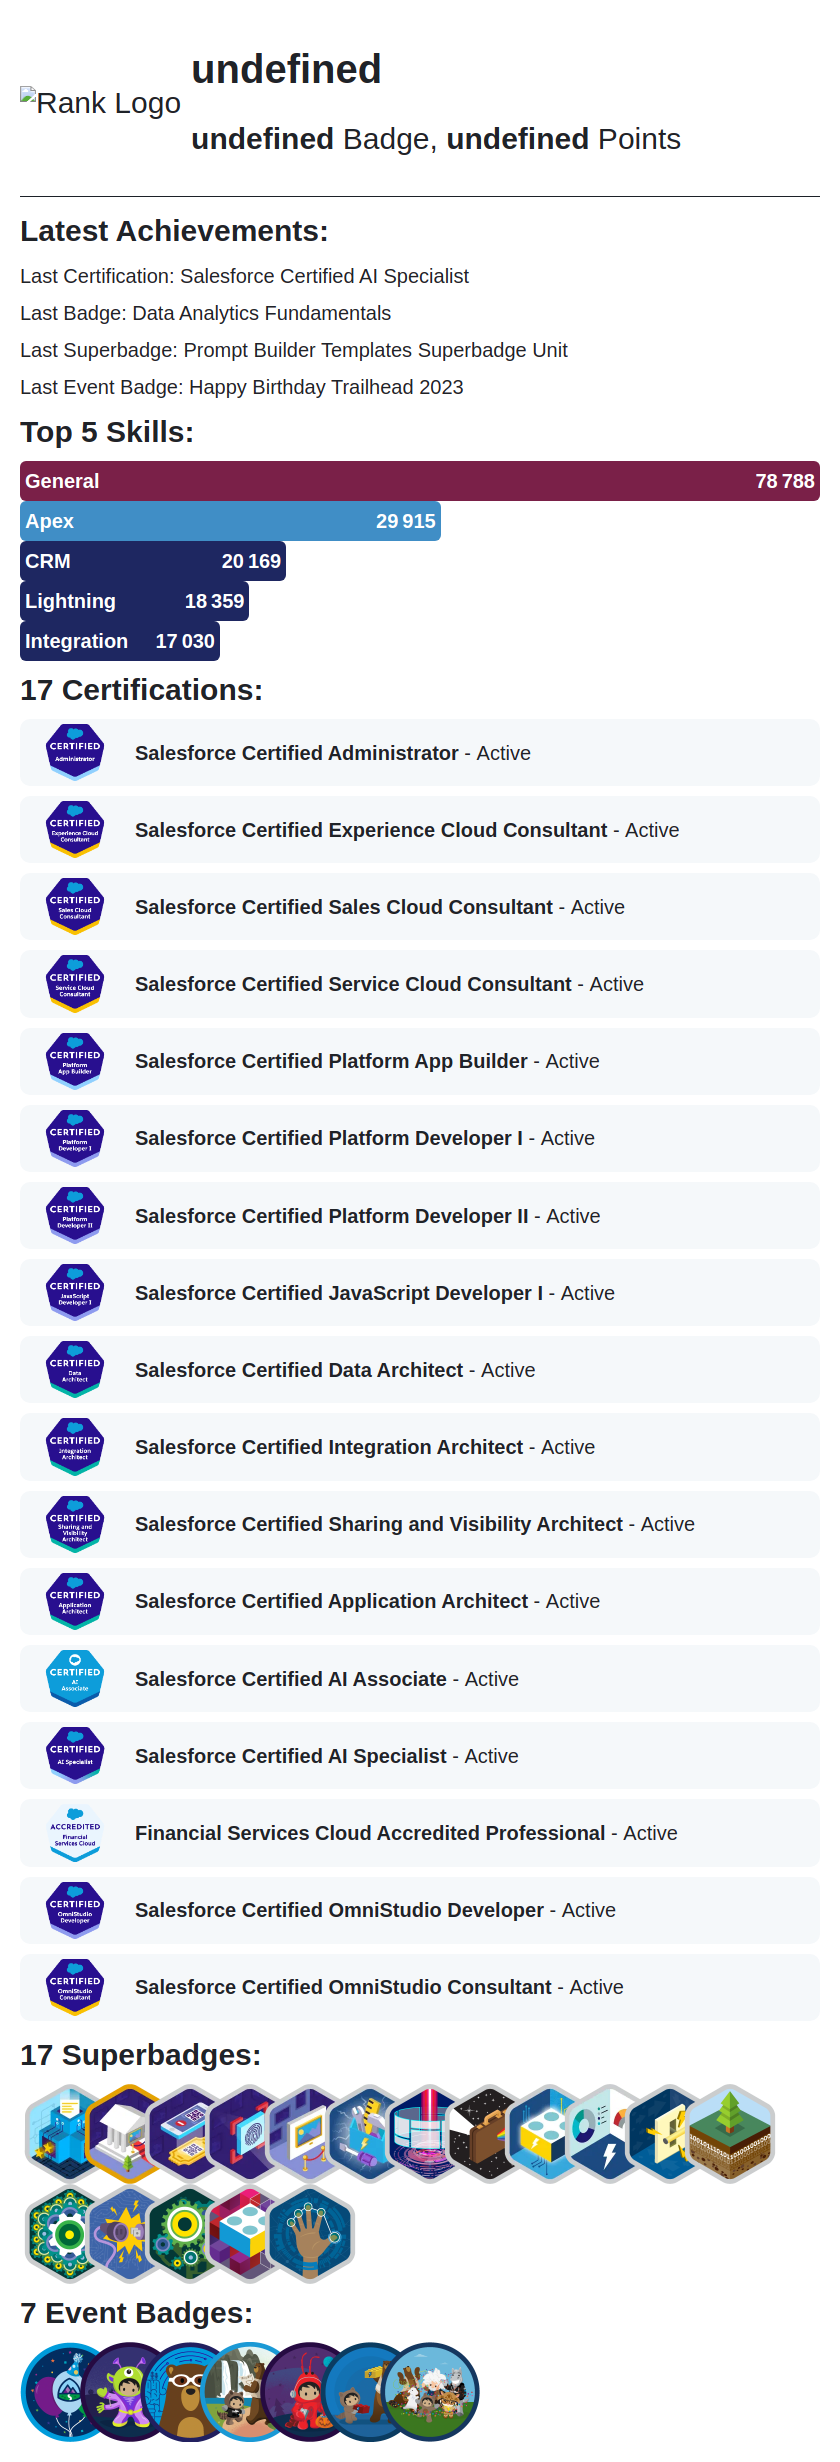 undefined
Rank Logo
undefined Badge, undefined Points
Latest Achievements:
Last Certification: Salesforce Certified AI Specialist
Last Badge: Data Analytics Fundamentals
Last Superbadge: Prompt Builder Templates Superbadge Unit
Last Event Badge: Happy Birthday Trailhead 2023
Top 5 Skills:
General 78 788
Apex 29 915
CRM 20 169
Lightning 18 359
Integration 17 030
17 Certifications:
CERTIFIED
Administrator
Salesforce Certified Administrator - Active
CERTIFIED
Experience Cloud
Consultant
Salesforce Certified Experience Cloud Consultant - Active
CERTIFIED
Sales Cloud
Consultant
Salesforce Certified Sales Cloud Consultant - Active
CERTIFIED
Service Cloud
Consultant
Salesforce Certified Service Cloud Consultant - Active
CERTIFIED
Platform
App Builder
Salesforce Certified Platform App Builder - Active
CERTIFIED
Platform
Developer I
Salesforce Certified Platform Developer I - Active
CERTIFIED
Platform
Developer II
Salesforce Certified Platform Developer II - Active
CERTIFIED
JavaScript
Developer I
Salesforce Certified JavaScript Developer I - Active
CERTIFIED
Data
Architect
Salesforce Certified Data Architect - Active
CERTIFIED
Integration
Architect
Salesforce Certified Integration Architect - Active
CERTIFIED
Sharing and
Visibility
Architect
Salesforce Certified Sharing and Visibility Architect - Active
CERTIFIED
Application
Architect
Salesforce Certified Application Architect - Active
CERTIFIED
AI
Associate
Salesforce Certified AI Associate - Active
CERTIFIED
AI Specialist
Salesforce Certified AI Specialist - Active
ACCREDITED
Financial
Services Cloud
Financial Services Cloud Accredited Professional - Active
CERTIFIED
OmniStudio
Developer
Salesforce Certified OmniStudio Developer - Active
CERTIFIED
OmniStudio
Consultant
Salesforce Certified OmniStudio Consultant - Active
17 Superbadges:
7 Event Badges: